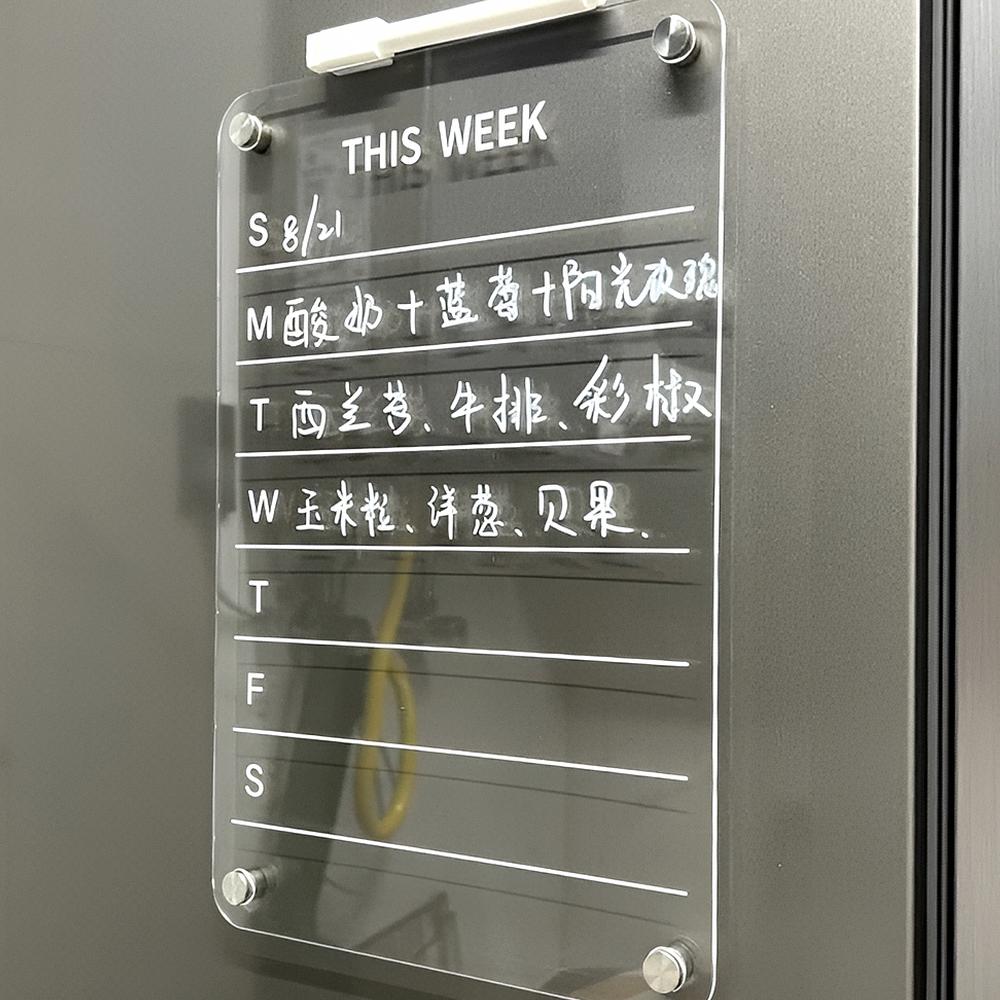 THIS WEEK
S 8/21
M 酸奶+蓝莓+阳光玫瑰
T 西兰苔、牛排、彩椒
W 玉米粒、洋葱、贝果.
T
F
S